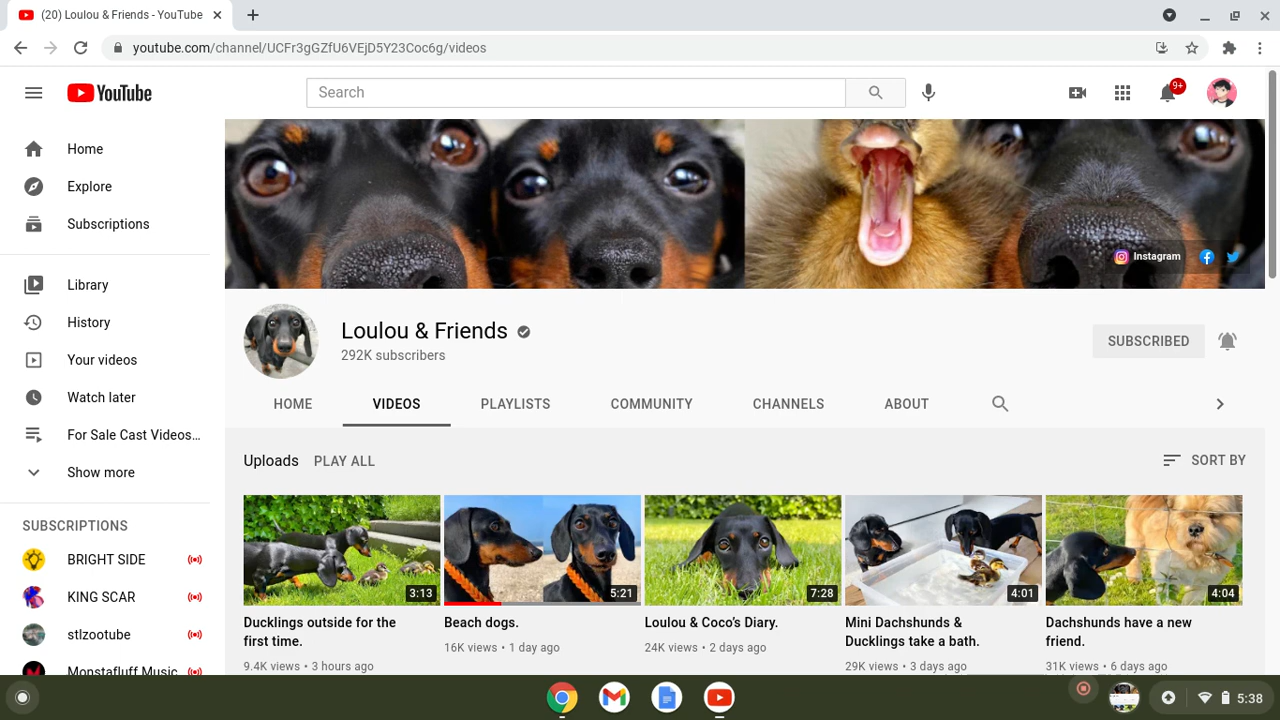 (20) Loulou & Friends - YouTube
youtube.com/channel/UCFr3gGZfU6VEjD5Y23Coc6g/videos
YouTube
Search
9+
Home
Explore
Subscriptions
Library
History
Your videos
Watch later
For Sale Cast Videos...
Show more
SUBSCRIPTIONS
BRIGHT SIDE
KING SCAR
stlzootube
Monstafluff Music
Instagram
Loulou & Friends
292K subscribers
SUBSCRIBED
HOME VIDEOS PLAYLISTS COMMUNITY CHANNELS ABOUT
Uploads PLAY ALL SORT BY
3:13
Ducklings outside for the
first time.
9.4K views • 3 hours ago
5:21
Beach dogs.
16K views • 1 day ago
7:28
Loulou & Coco's Diary.
24K views • 2 days ago
4:01
Mini Dachshunds &
Ducklings take a bath.
29K views • 3 days ago
4:04
Dachshunds have a new
friend.
31K views • 6 days ago
5:38